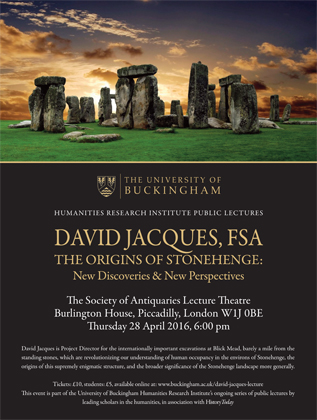 THE UNIVERSITY OF
BUCKINGHAM
HUMANITIES RESEARCH INSTITUTE PUBLIC LECTURES
DAVID JACQUES, FSA
THE ORIGINS OF STONEHENGE:
New Discoveries & New Perspectives
The Society of Antiquaries Lecture Theatre
Burlington House, Piccadilly, London W1J 0BE
Thursday 28 April 2016, 6:00 pm
David Jacques is Project Director for the internationally important excavations at Blick Mead, barely a mile from the
standing stones, which are revolutionizing our understanding of human occupancy in the environs of Stonehenge, the
origins of this supremely enigmatic structure, and the broader significance of the Stonehenge landscape more generally.
Tickets: £10, students: £5, available online at: www.buckingham.ac.uk/david-jacques-lecture
This event is part of the University of Buckingham Humanities Research Institute's ongoing series of public lectures by
leading scholars in the humanities, in association with HistoryToday